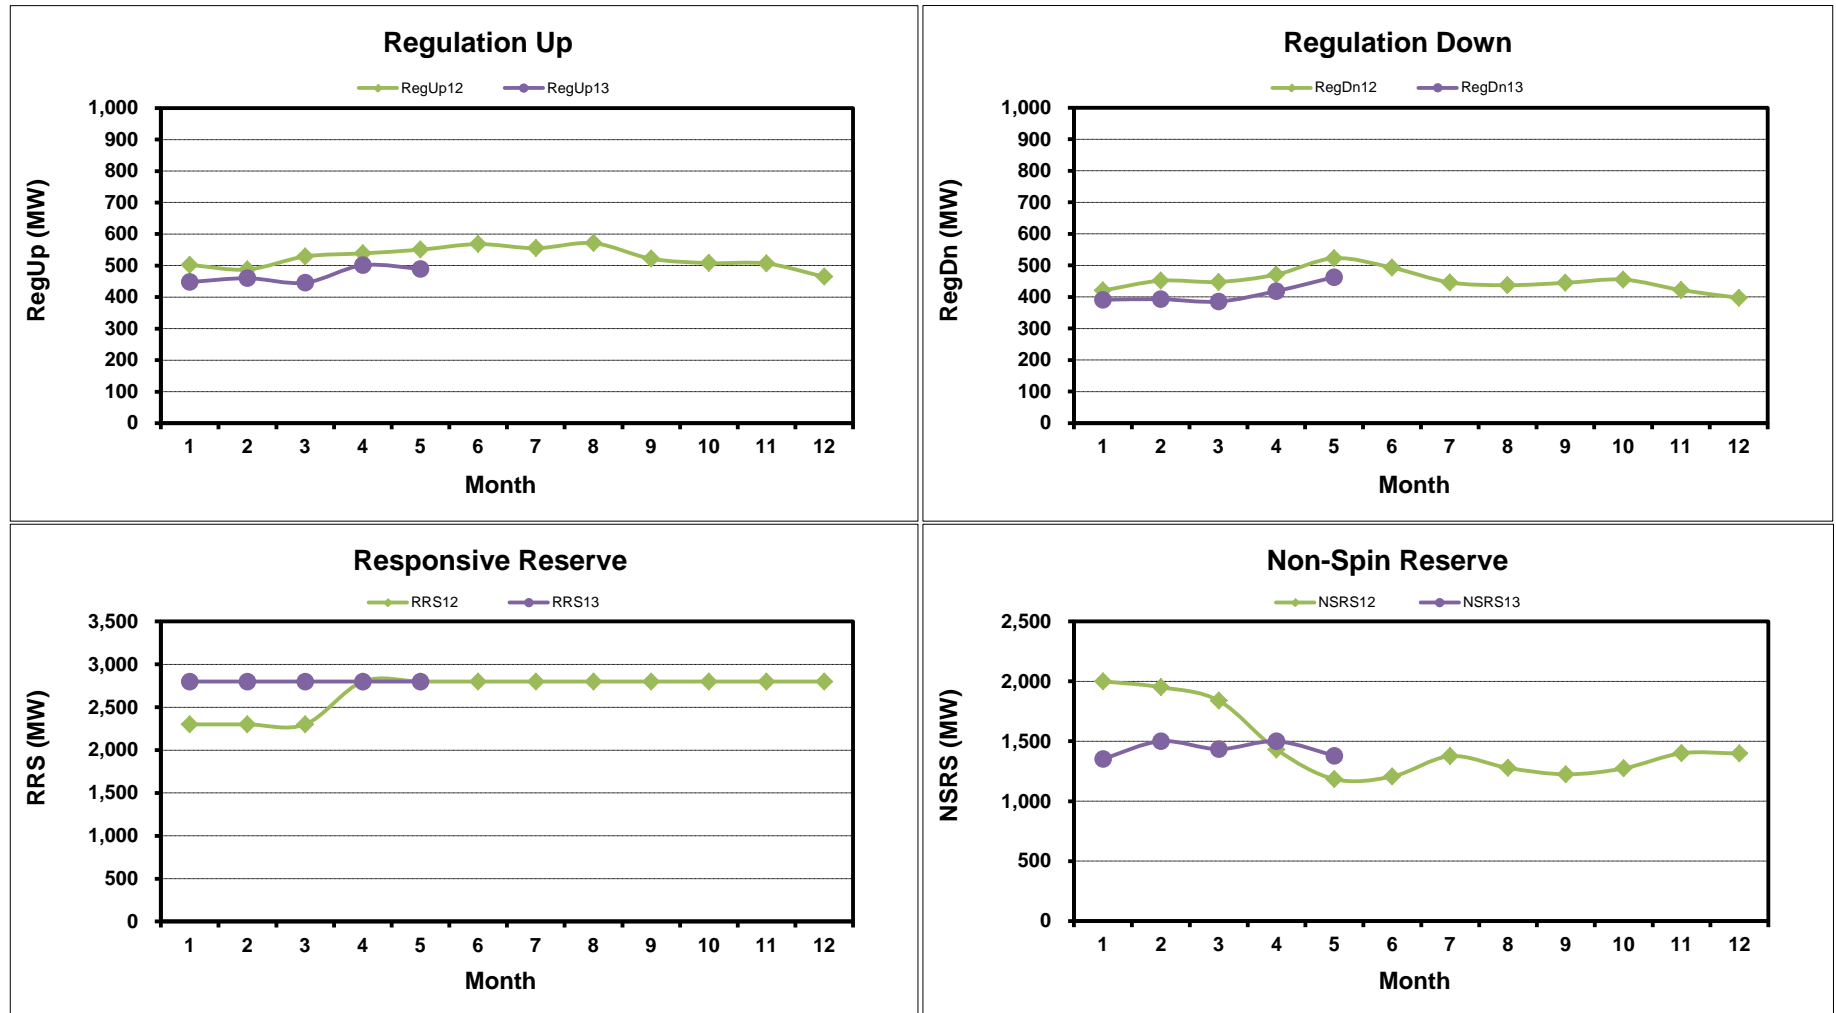 Regulation Up
RegUp12 RegUp13
1,000
900
800
700
600
500
400
300
200
100
0
RegUp (MW)
1 2 3 4 5 6 7 8 9 10 11 12
Month
Regulation Down
RegDn12 RegDn13
1,000
900
800
700
600
500
400
300
200
100
0
RegDn (MW)
1 2 3 4 5 6 7 8 9 10 11 12
Month
Responsive Reserve
RRS12 RRS13
3,500
3,000
2,500
2,000
1,500
1,000
500
0
RRS (MW)
1 2 3 4 5 6 7 8 9 10 11 12
Month
Non-Spin Reserve
NSRS12 NSRS13
2,500
2,000
1,500
1,000
500
0
NSRS (MW)
1 2 3 4 5 6 7 8 9 10 11 12
Month